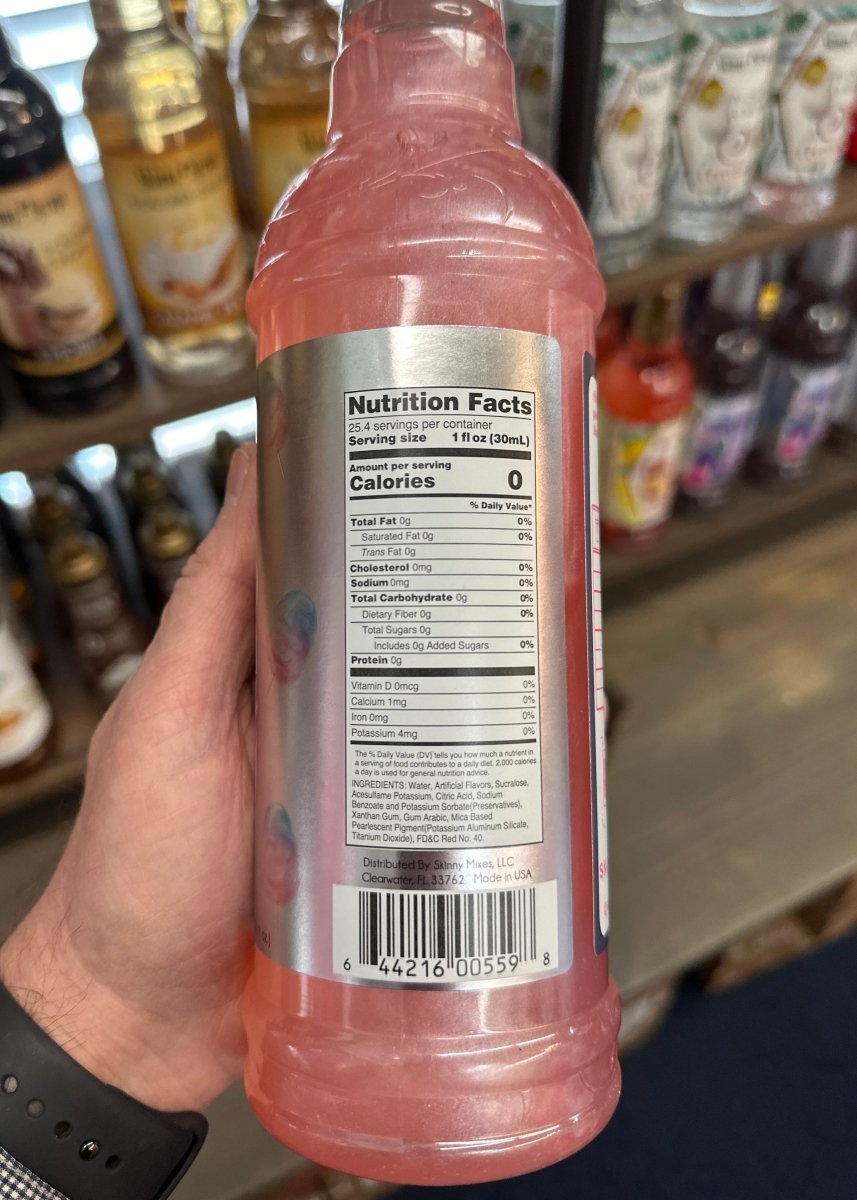 Nutrition Facts
25.4 servings per container
Serving size 1 fl oz (30mL)
Amount per serving
Calories 0
% Daily Value*
Total Fat 0g 0%
Saturated Fat 0g 0%
Trans Fat 0g
Cholesterol 0mg 0%
Sodium 0mg 0%
Total Carbohydrate 0g 0%
Dietary Fiber 0g 0%
Total Sugars 0g
Includes 0g Added Sugars 0%
Protein 0g
Vitamin D 0mcg 0%
Calcium 1mg 0%
Iron 0mg 0%
Potassium 4mg 0%
The % Daily Value (DV) tells you how much a nutrient in
a serving of food contributes to a daily diet. 2,000 calories
a day is used for general nutrition advice.
INGREDIENTS: Water, Artificial Flavors, Sucralose,
Acesulfame Potassium, Citric Acid, Sodium
Benzoate and Potassium Sorbate(Preservatives),
Xanthan Gum, Gum Arabic, Mica Based
Pearlescent Pigment(Potassium Aluminum Silicate,
Titanium Dioxide), FD&C Red No. 40.
Distributed By Skinny Mixes, LLC
Clearwater, FL 33762 Made in USA
6 44216 00559 8